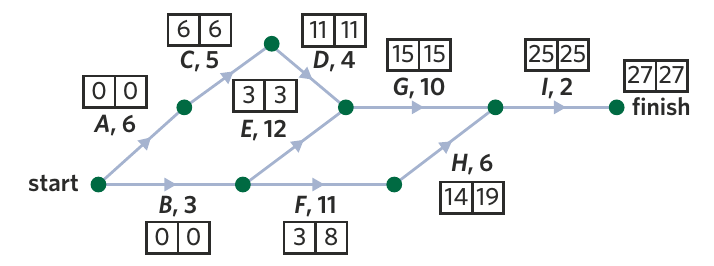 6 6
C, 5
11 11
D, 4
15 15
G, 10
25 25
I, 2
27 27
finish
0 0
A, 6
3 3
E, 12
start
B, 3
0 0
F, 11
3 8
H, 6
14 19